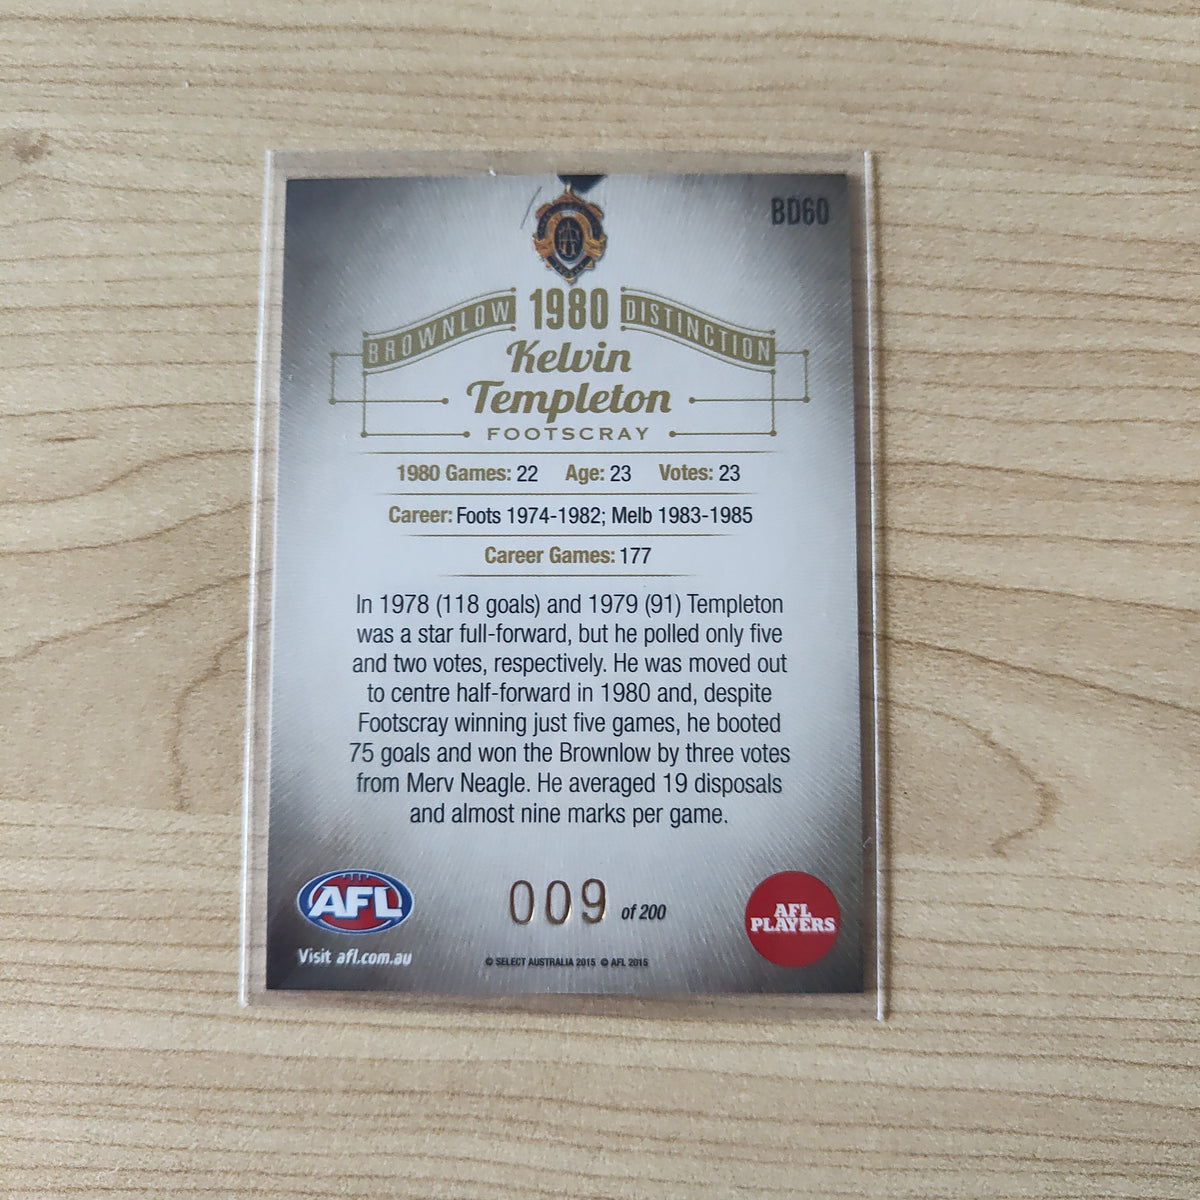 BD60
BROWNLOW 1980 DISTINCTION
Kelvin
Templeton
FOOTSCRAY
1980 Games: 22 Age: 23 Votes: 23
Career: Foots 1974-1982; Melb 1983-1985
Career Games: 177
In 1978 (118 goals) and 1979 (91) Templeton
was a star full-forward, but he polled only five
and two votes, respectively. He was moved out
to centre half-forward in 1980 and, despite
Footscray winning just five games, he booted
75 goals and won the Brownlow by three votes
from Merv Neagle. He averaged 19 disposals
and almost nine marks per game.
AFL
Visit afl.com.au
009 of 200
© SELECT AUSTRALIA 2015 © AFL 2015
AFL
PLAYERS